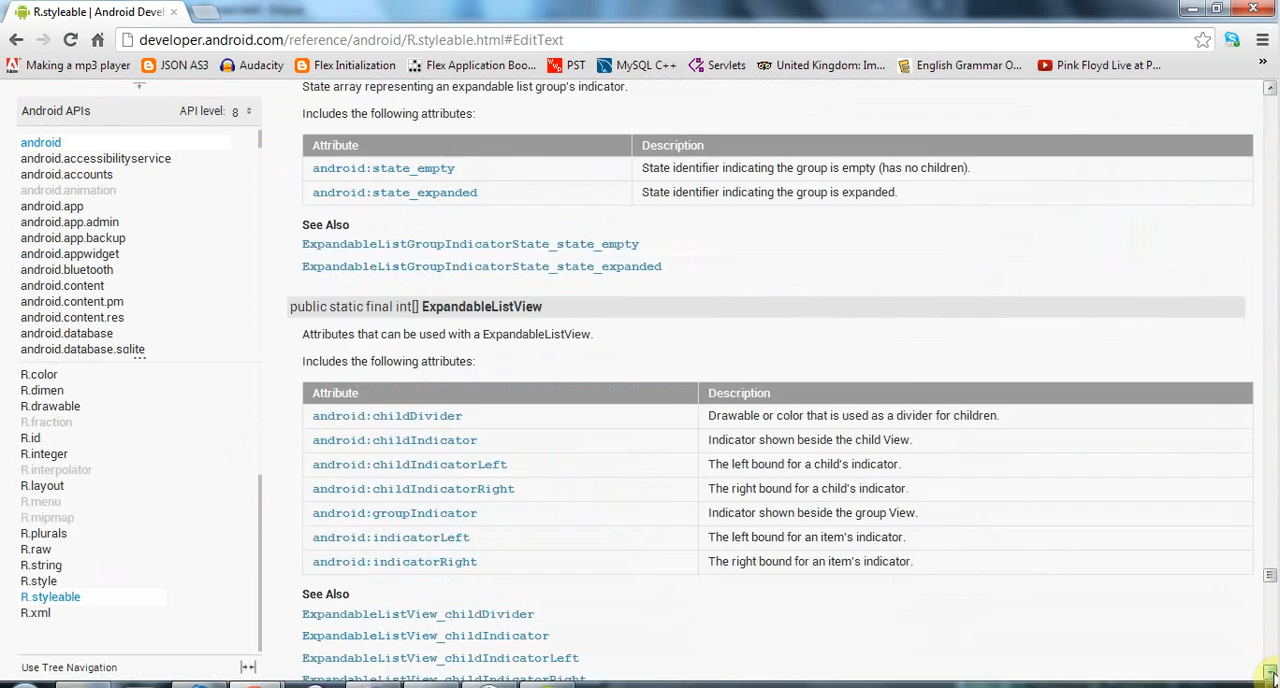 R.styleable | Android Devel
developer.android.com/reference/android/R.styleable.html#EditText
Making a mp3 player
JSON AS3
Audacity
Flex Initialization
Flex Application Boo...
PST
MySQL C++
Servlets
United Kingdom: Im...
English Grammar O...
Pink Floyd Live at P...
»
Android APIs
API level: 8
android
android.accessibilityservice
android.accounts
android.animation
android.app
android.app.admin
android.app.backup
android.appwidget
android.bluetooth
android.content
android.content.pm
android.content.res
android.database
android.database.sqlite
R.color
R.dimen
R.drawable
R.fraction
R.id
R.integer
R.interpolator
R.layout
R.menu
R.mipmap
R.plurals
R.raw
R.string
R.style
R.styleable
R.xml
Use Tree Navigation
State array representing an expandable list group's indicator.
Includes the following attributes:
Attribute Description
android:state_empty State identifier indicating the group is empty (has no children).
android:state_expanded State identifier indicating the group is expanded.
See Also
ExpandableListGroupIndicatorState_state_empty
ExpandableListGroupIndicatorState_state_expanded
public static final int[] ExpandableListView
Attributes that can be used with a ExpandableListView.
Includes the following attributes:
Attribute Description
android:childDivider Drawable or color that is used as a divider for children.
android:childIndicator Indicator shown beside the child View.
android:childIndicatorLeft The left bound for a child's indicator.
android:childIndicatorRight The right bound for a child's indicator.
android:groupIndicator Indicator shown beside the group View.
android:indicatorLeft The left bound for an item's indicator.
android:indicatorRight The right bound for an item's indicator.
See Also
ExpandableListView_childDivider
ExpandableListView_childIndicator
ExpandableListView_childIndicatorLeft
ExpandableListView_childIndicatorRight